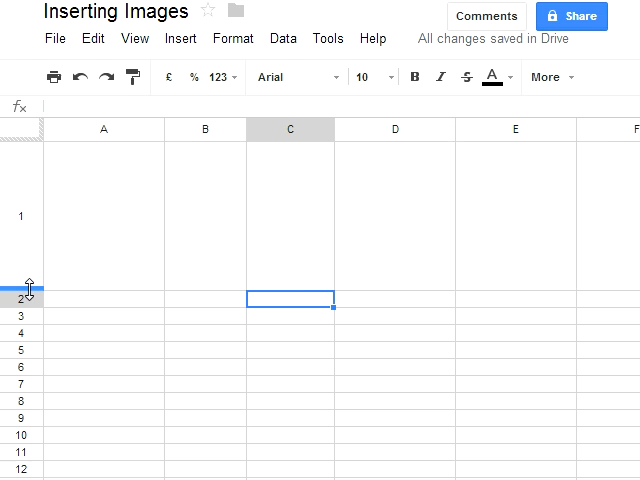 Inserting Images
Comments
Share
File Edit View Insert Format Data Tools Help All changes saved in Drive
£ % 123 Arial 10 B I S A More
fx
A B C D E F
1
2
3
4
5
6
7
8
9
10
11
12